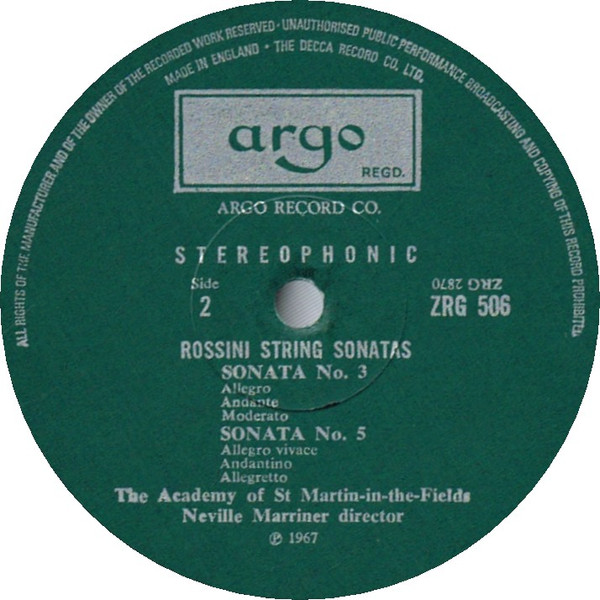 ALL RIGHTS OF THE MANUFACTURER AND OF THE OWNER OF THE RECORDED WORK RESERVED · UNAUTHORISED PUBLIC PERFORMANCE BROADCASTING AND COPYING OF THIS RECORD PROHIBITED
MADE IN ENGLAND · THE DECCA RECORD CO. LTD.
argo
REGD.
ARGO RECORD CO.
STEREOPHONIC
Side
2
ZRG 2870
ZRG 506
ROSSINI STRING SONATAS
SONATA No. 3
Allegro
Andante
Moderato
SONATA No. 5
Allegro vivace
Andantino
Allegretto
The Academy of St Martin-in-the-Fields
Neville Marriner director
℗ 1967